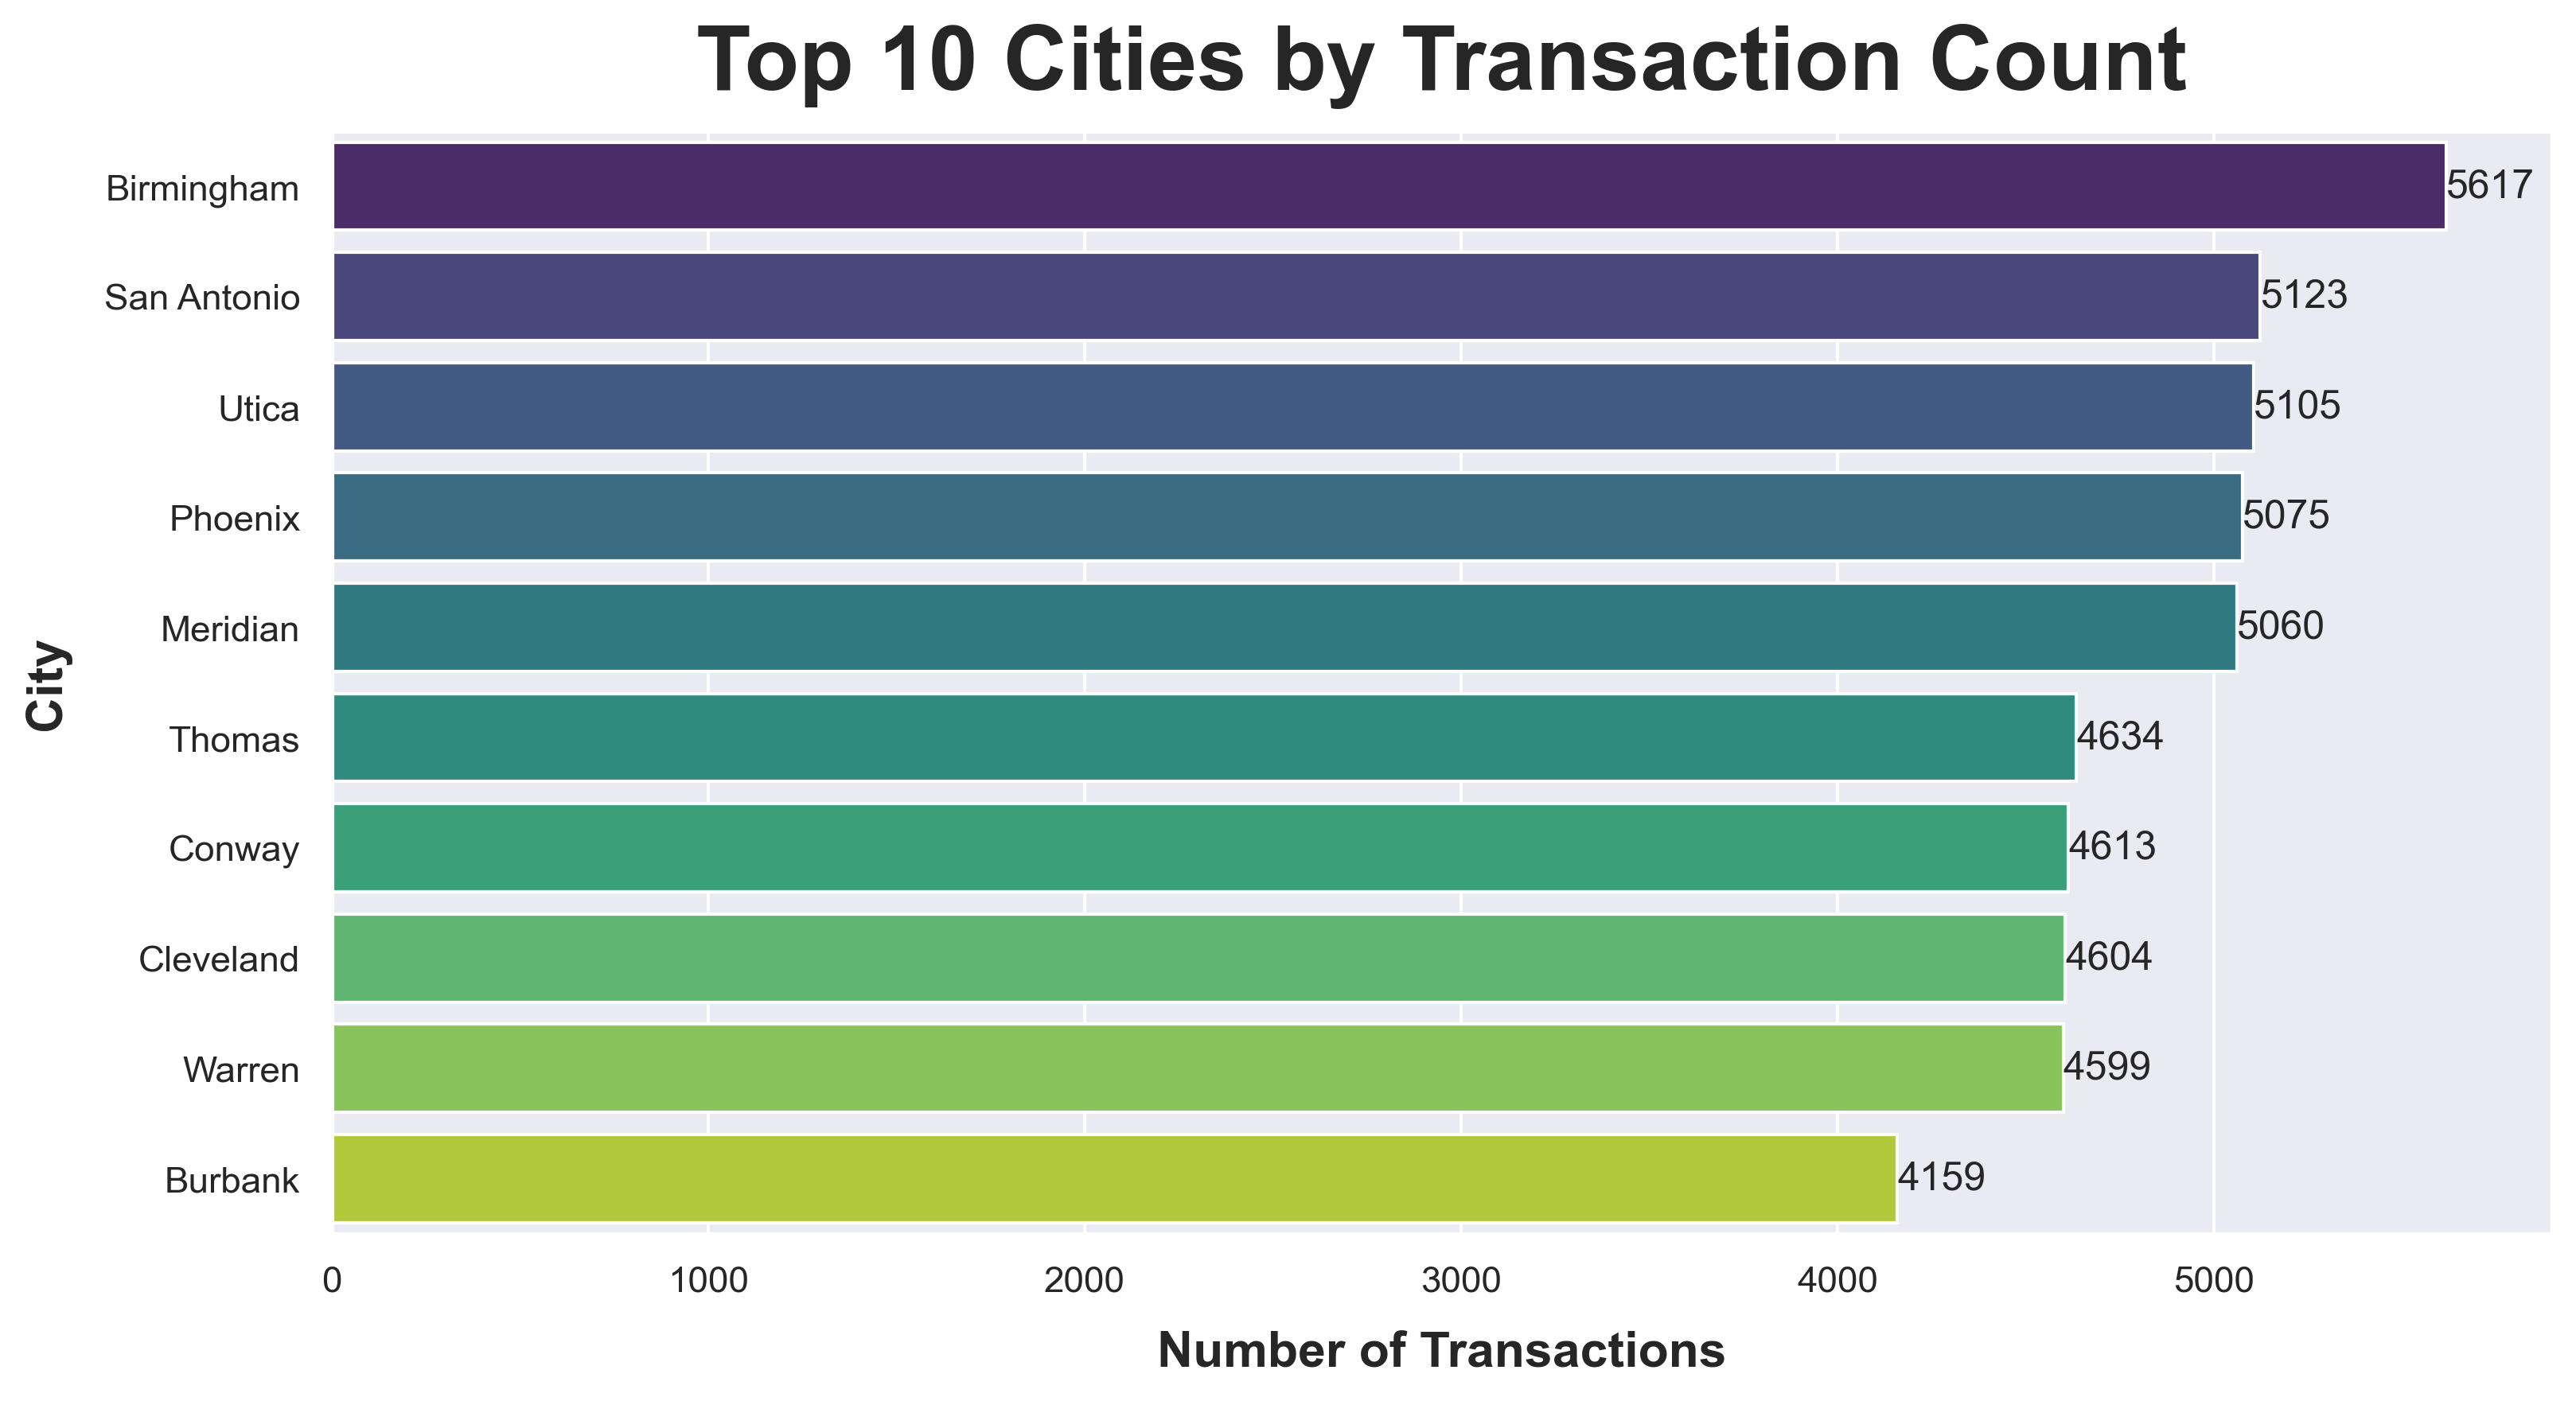 Top 10 Cities by Transaction Count
City
Birmingham 5617
San Antonio 5123
Utica 5105
Phoenix 5075
Meridian 5060
Thomas 4634
Conway 4613
Cleveland 4604
Warren 4599
Burbank 4159
0 1000 2000 3000 4000 5000
Number of Transactions